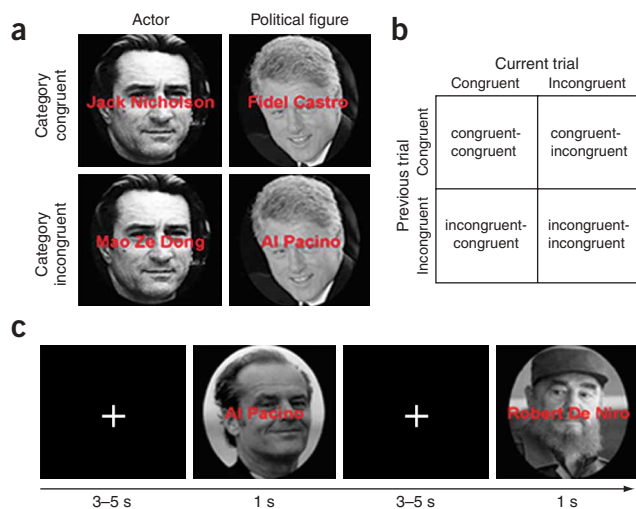 a
Actor
Political figure
Category
congruent
Jack Nicholson
Fidel Castro
Category
incongruent
Mao Ze Dong
Al Pacino
b
Current trial
Congruent
Incongruent
Previous trial
Congruent
congruent-
congruent
congruent-
incongruent
Incongruent
incongruent-
congruent
incongruent-
incongruent
c
Al Pacino
Robert De Niro
3–5 s
1 s
3–5 s
1 s